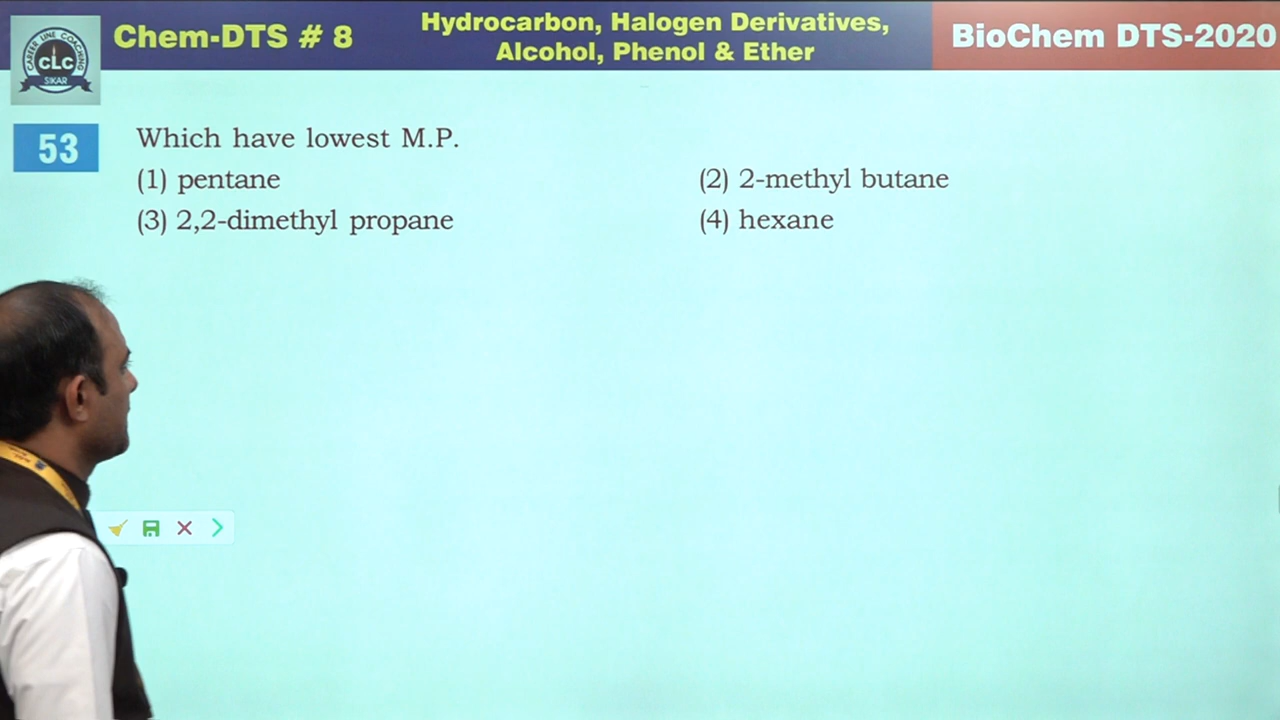 Chem-DTS # 8
Hydrocarbon, Halogen Derivatives,
Alcohol, Phenol & Ether
BioChem DTS-2020
CAREER LINE COACHING
CLC
SIKAR
53
Which have lowest M.P.
(1) pentane
(2) 2-methyl butane
(3) 2,2-dimethyl propane
(4) hexane